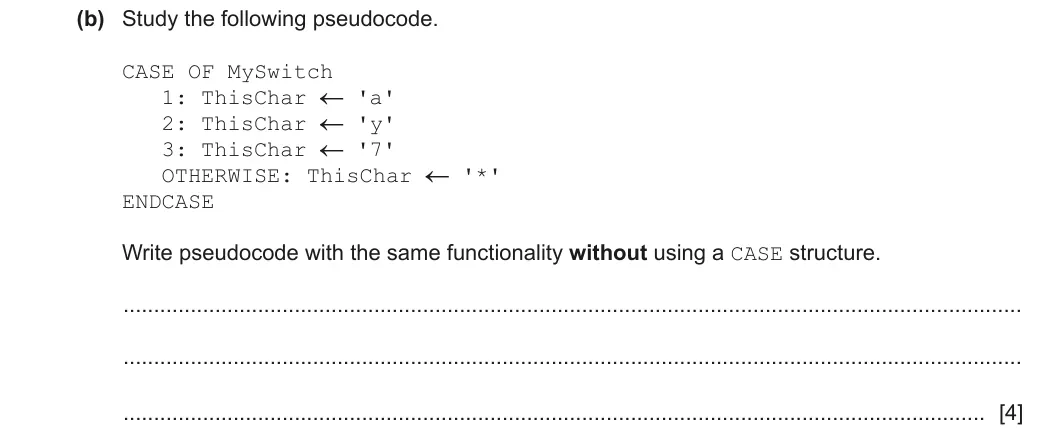 (b) Study the following pseudocode.
CASE OF MySwitch
1: ThisChar ← 'a'
2: ThisChar ← 'y'
3: ThisChar ← '7'
OTHERWISE: ThisChar ← '*'
ENDCASE
Write pseudocode with the same functionality without using a CASE structure.
[4]